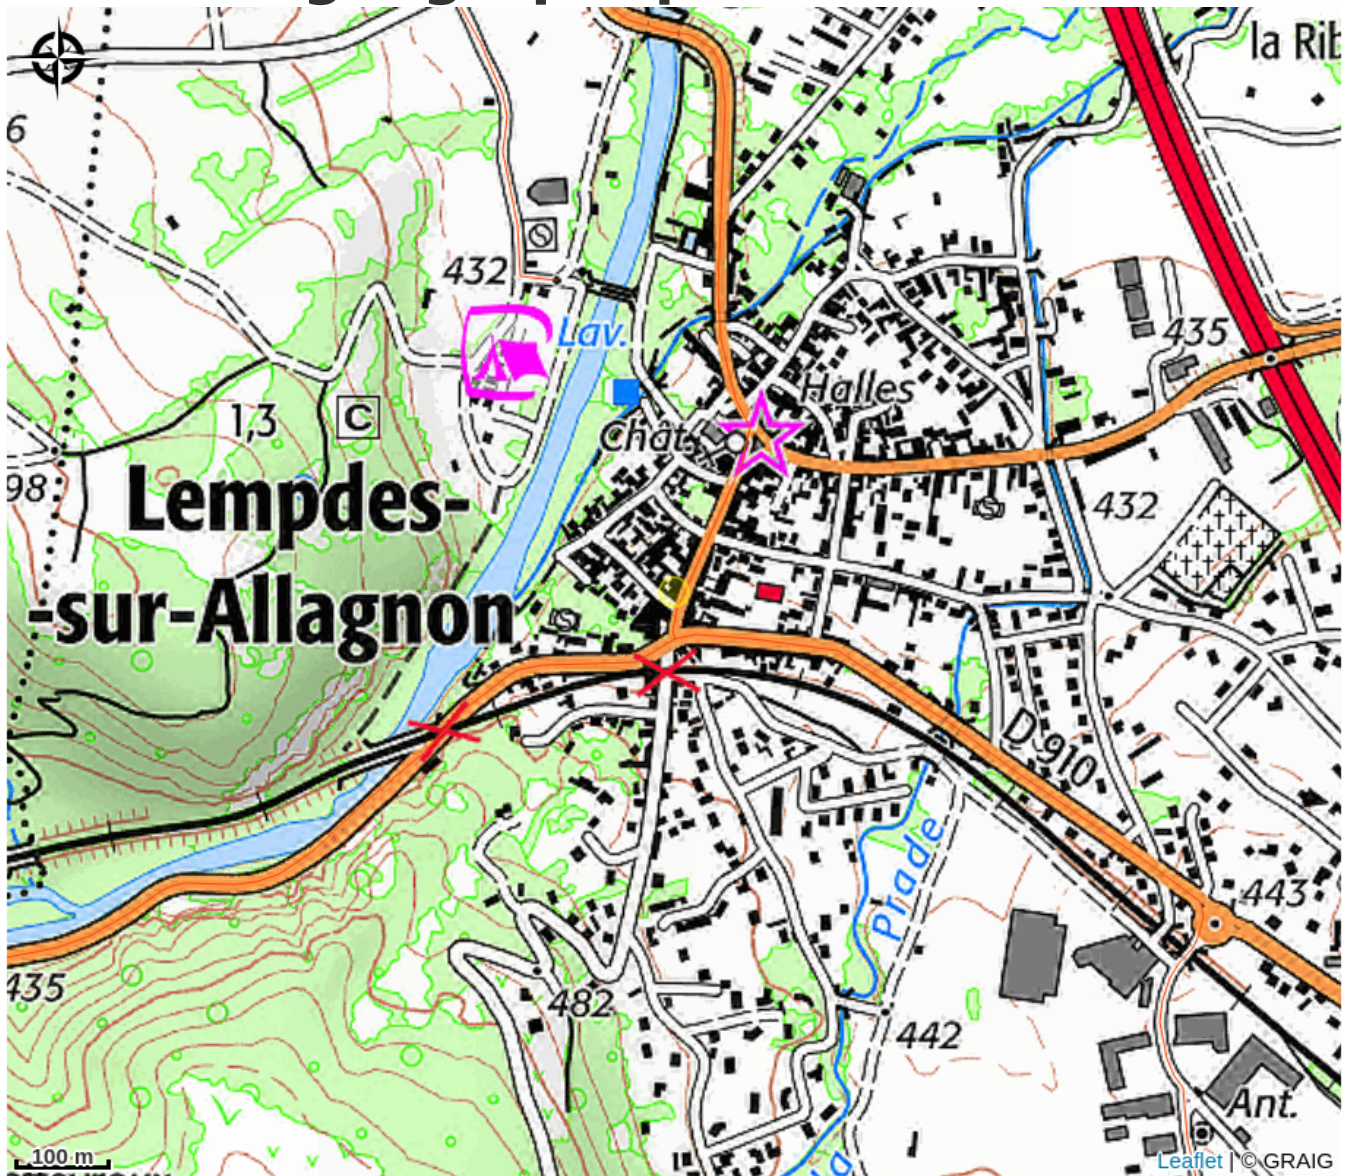 la Rib
6
432
Lav.
435
Halles
1,3
C
Chât.
98
Lempdes-
432
-sur-Allagnon
D 910
Prade
443
435
482
442
Ant.
100 m
Leaflet | © GRAIG